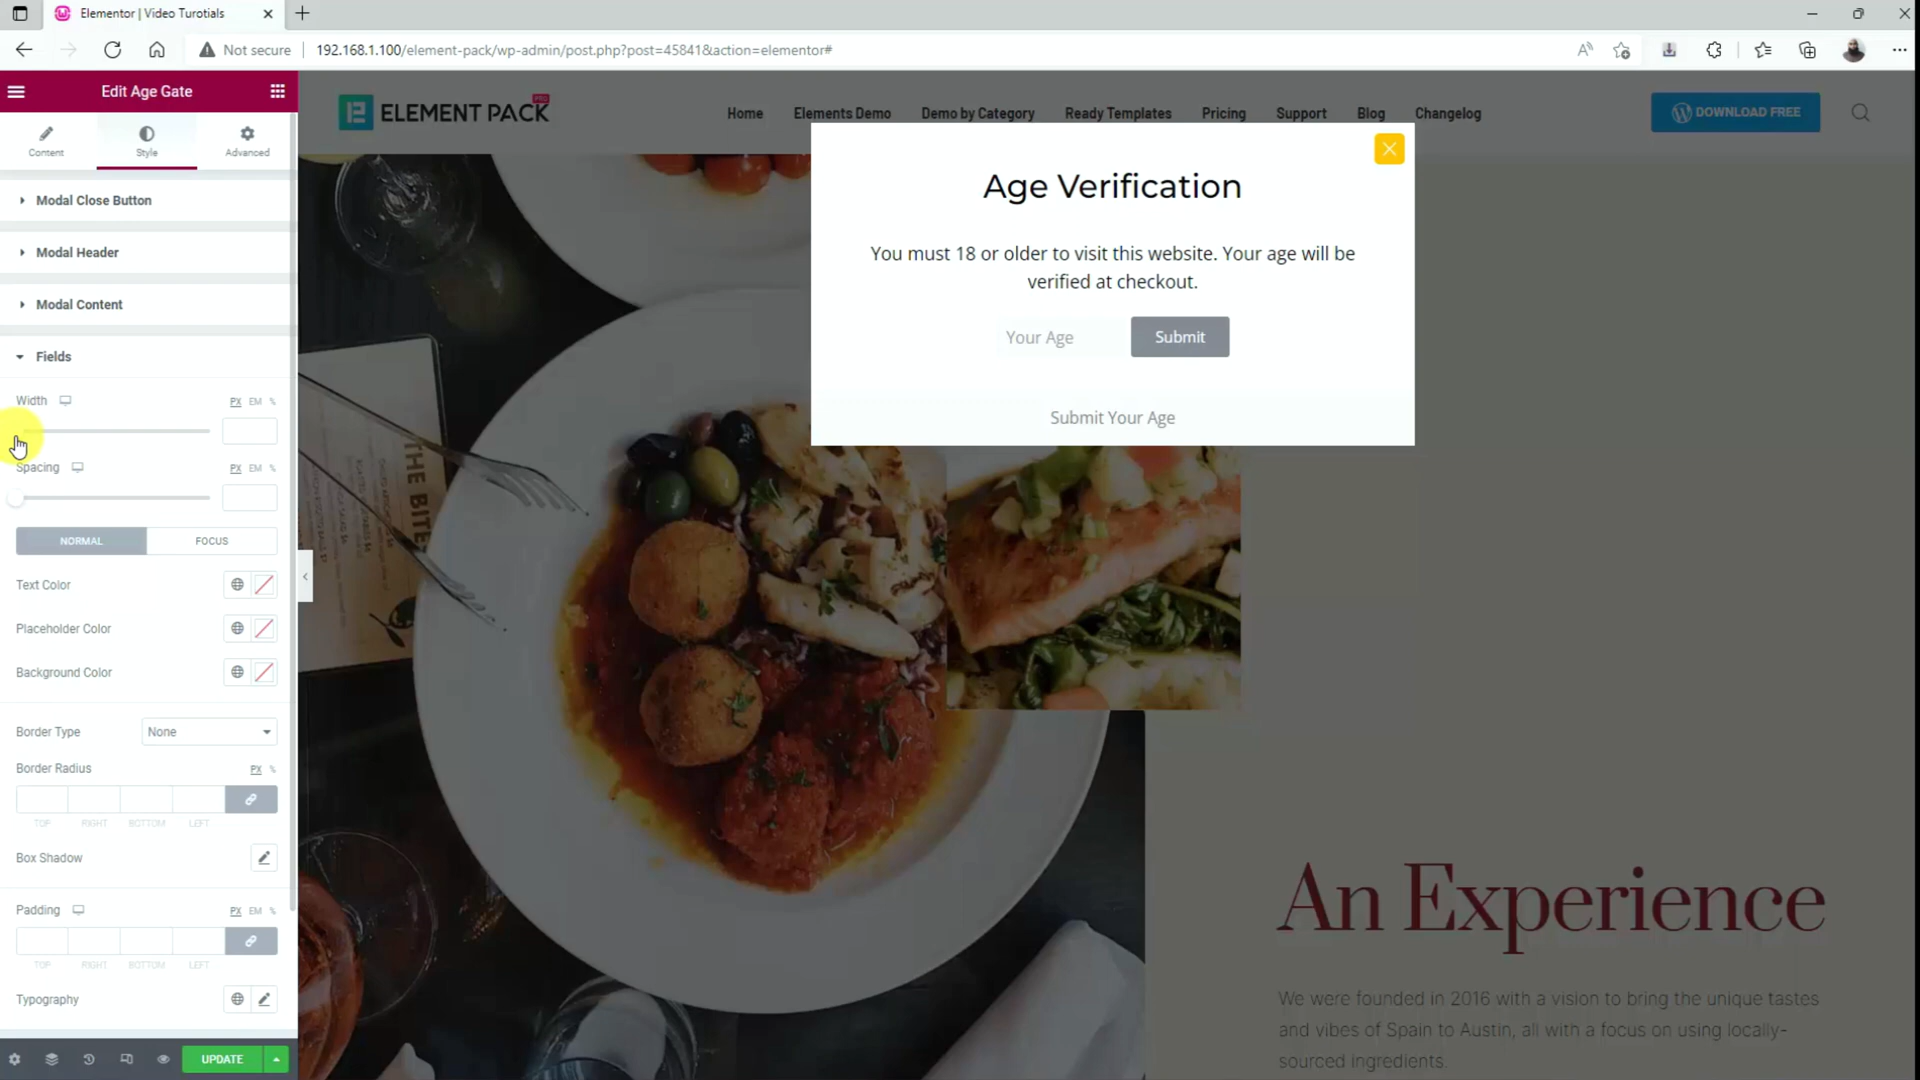 Elementor | Video Turotials
Not secure
192.168.1.100/element-pack/wp-admin/post.php?post=45841&action=elementor#
Edit Age Gate
Content
Style
Advanced
Modal Close Button
Modal Header
Modal Content
Fields
Width
PX EM %
Spacing
PX EM %
NORMAL
FOCUS
Text Color
Placeholder Color
Background Color
Border Type
None
Border Radius
PX %
TOP RIGHT BOTTOM LEFT
Box Shadow
Padding
PX EM %
TOP RIGHT BOTTOM LEFT
Typography
UPDATE
ELEMENT PACK
PRO
Home
Elements Demo
Demo by Category
Ready Templates
Pricing
Support
Blog
Changelog
DOWNLOAD FREE
Age Verification
You must 18 or older to visit this website. Your age will be
verified at checkout.
Your Age
Submit
Submit Your Age
THE BITE
An Experience
We were founded in 2016 with a vision to bring the unique tastes
and vibes of Spain to Austin, all with a focus on using locally-
sourced ingredients.